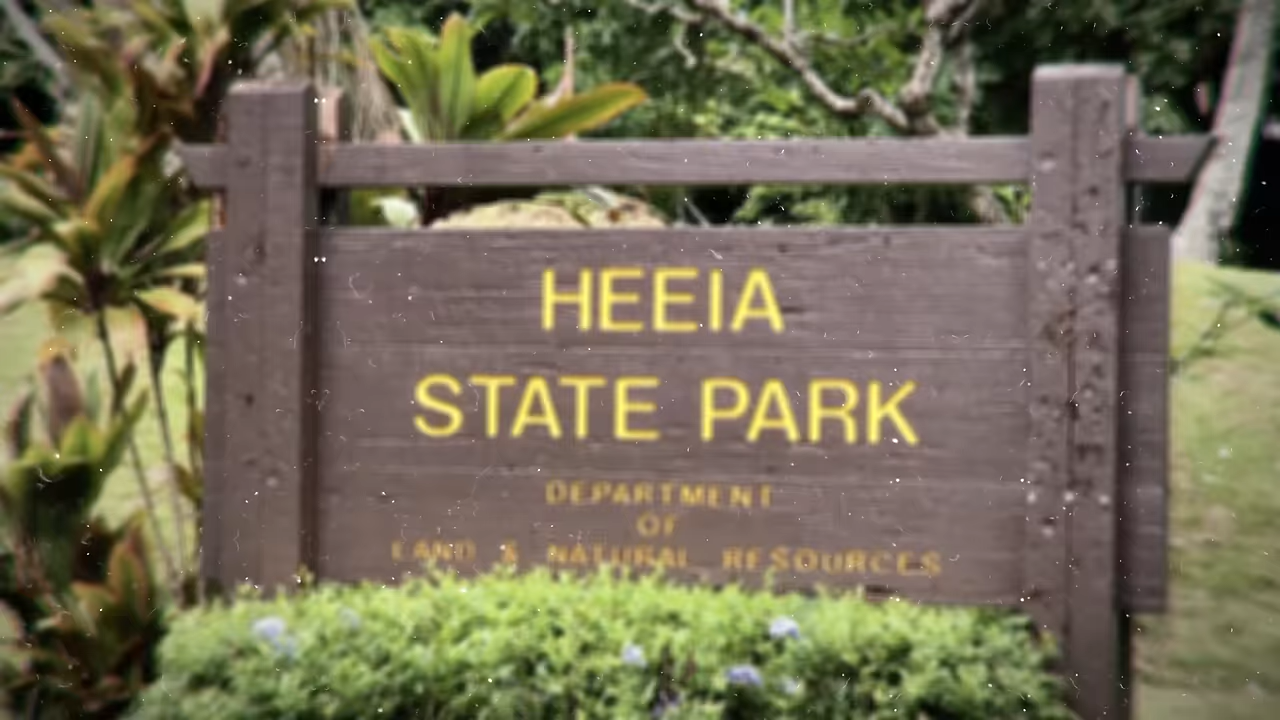 HEEIA
STATE PARK
DEPARTMENT
OF
LAND & NATURAL RESOURCES